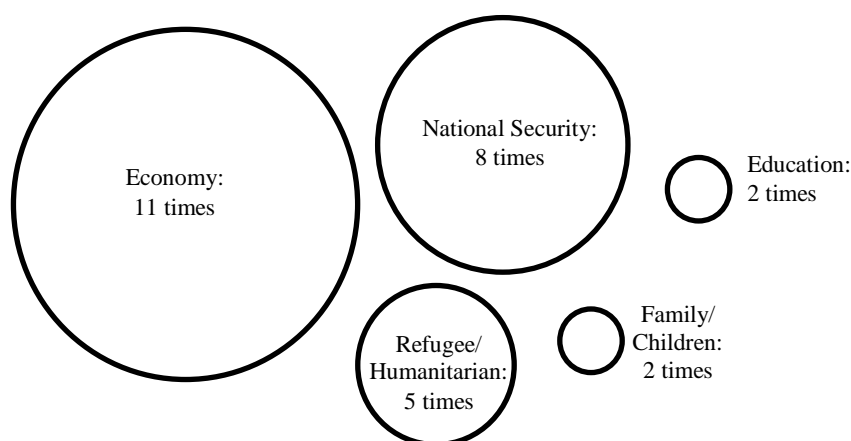 Economy:
11 times
National Security:
8 times
Education:
2 times
Refugee/
Humanitarian:
5 times
Family/
Children:
2 times